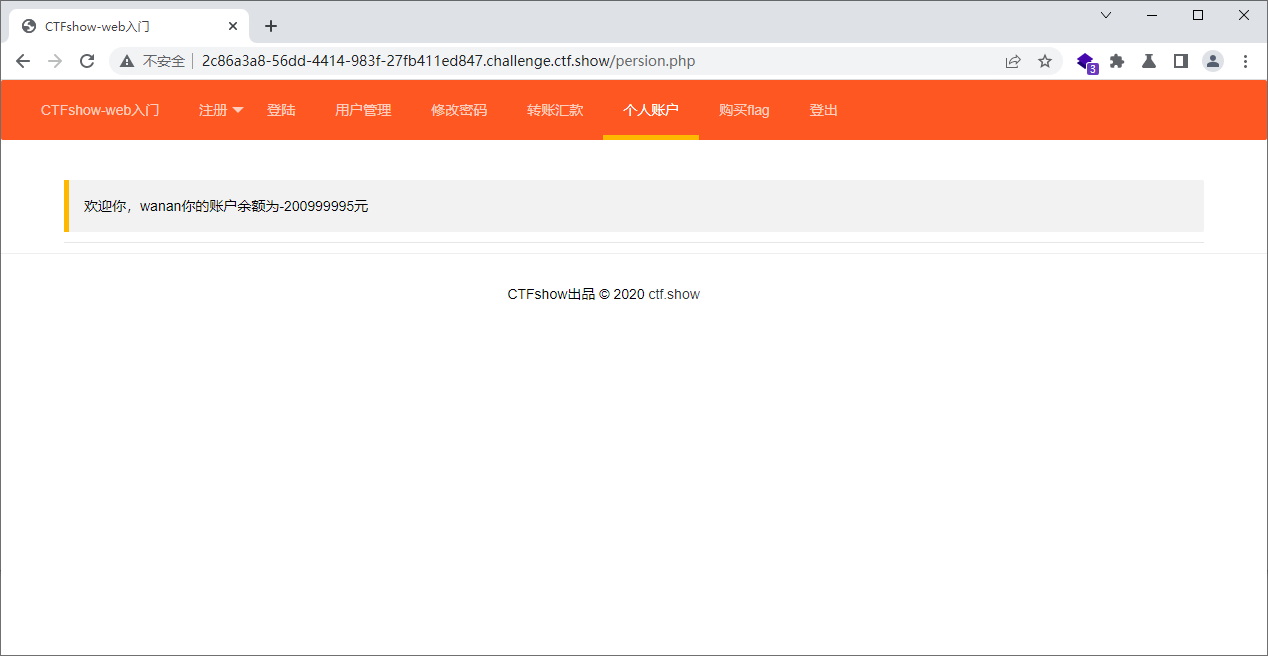 CTFshow-web入门
不安全 2c86a3a8-56dd-4414-983f-27fb411ed847.challenge.ctf.show/persion.php
3
CTFshow-web入门 注册 登陆 用户管理 修改密码 转账汇款 个人账户 购买flag 登出
欢迎你，wanan你的账户余额为-200999995元
CTFshow出品 © 2020 ctf.show